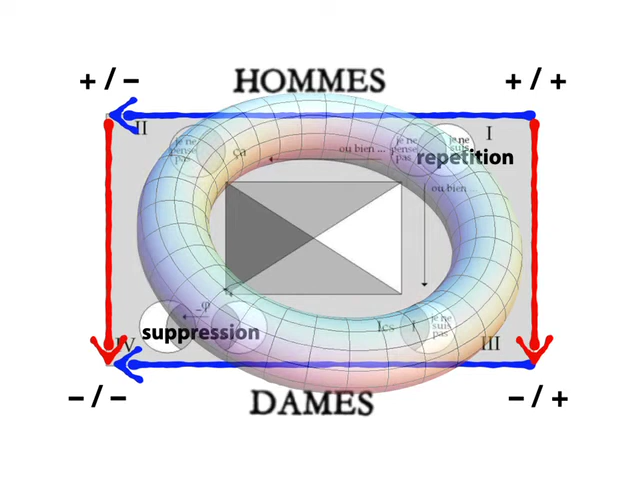 + / −
HOMMES
+ / +
II
I
je ne
pense
pas
ça
ou bien ...
je ne
pense
pas
je ne
suis
repetition
ou bien
−φ
suppression
Ics
je ne
suis
pas
IV
III
− / −
DAMES
− / +